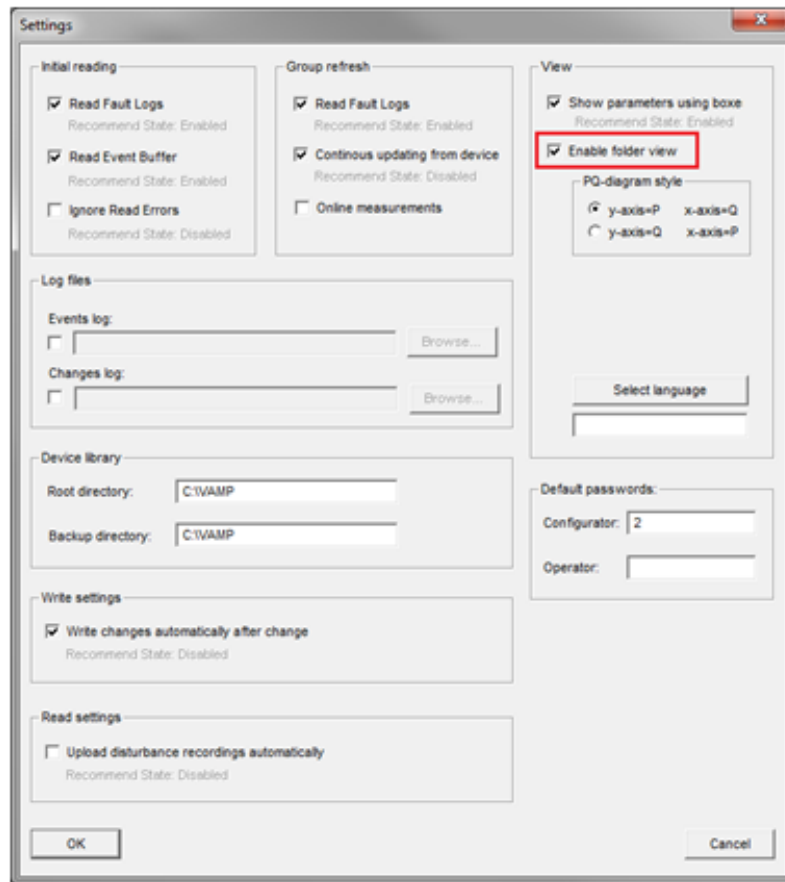 Settings
Initial reading
Read Fault Logs
Recommend State: Enabled
Read Event Buffer
Recommend State: Enabled
Ignore Read Errors
Recommend State: Disabled
Group refresh
Read Fault Logs
Recommend State: Enabled
Continous updating from device
Recommend State: Disabled
Online measurements
View
Show parameters using boxe
Recommend State: Enabled
Enable folder view
PQ-diagram style
y-axis=P x-axis=Q
y-axis=Q x-axis=P
Select language
Log files
Events log:
Browse...
Changes log:
Browse...
Device library
Root directory: C:\VAMP
Backup directory: C:\VAMP
Default passwords:
Configurator: 2
Operator:
Write settings
Write changes automatically after change
Recommend State: Disabled
Read settings
Upload disturbance recordings automatically
Recommend State: Disabled
OK
Cancel